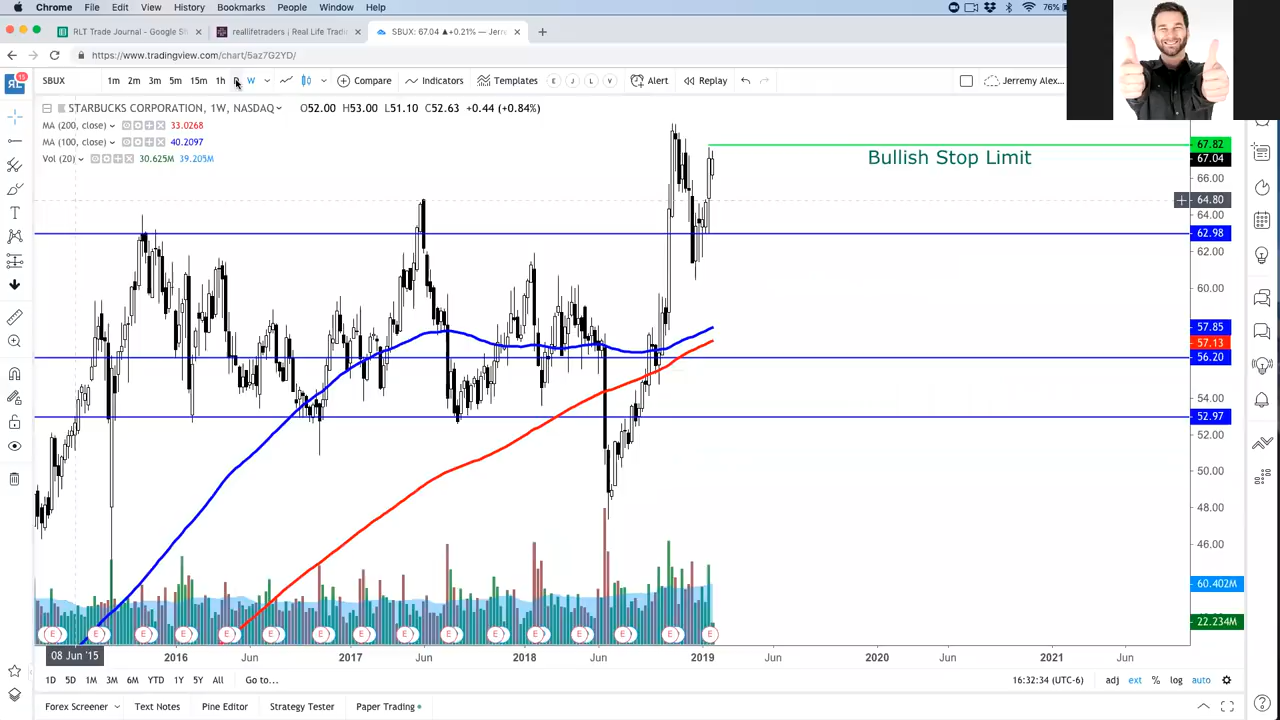 Chrome File Edit View History Bookmarks People Window Help 76%
RLT Trade Journal - Google Sh
reallifetraders | Real Life Tradin
SBUX: 67.04 ▲+0.21% — Jerre
https://www.tradingview.com/chart/5az7G2YD/
15
SBUX 1m 2m 3m 5m 15m 1h D W Compare Indicators Templates E J L V Alert Replay Jerremy Alex...
STARBUCKS CORPORATION, 1W, NASDAQ O52.00 H53.00 L51.10 C52.63 +0.44 (+0.84%)
MA (200, close) 33.0268
MA (100, close) 40.2097
Vol (20) 30.625M 39.205M
Bullish Stop Limit
67.82
67.04
66.00
64.80
64.00
62.98
62.00
60.00
57.85
57.13
56.20
54.00
52.97
52.00
50.00
48.00
46.00
60.402M
22.234M
E E E E E E E E E E E E E E E E
08 Jun '15 2016 Jun 2017 Jun 2018 Jun 2019 Jun 2020 Jun 2021 Jun
1D 5D 1M 3M 6M YTD 1Y 5Y All Go to... 16:32:34 (UTC-6) adj ext % log auto
Forex Screener Text Notes Pine Editor Strategy Tester Paper Trading